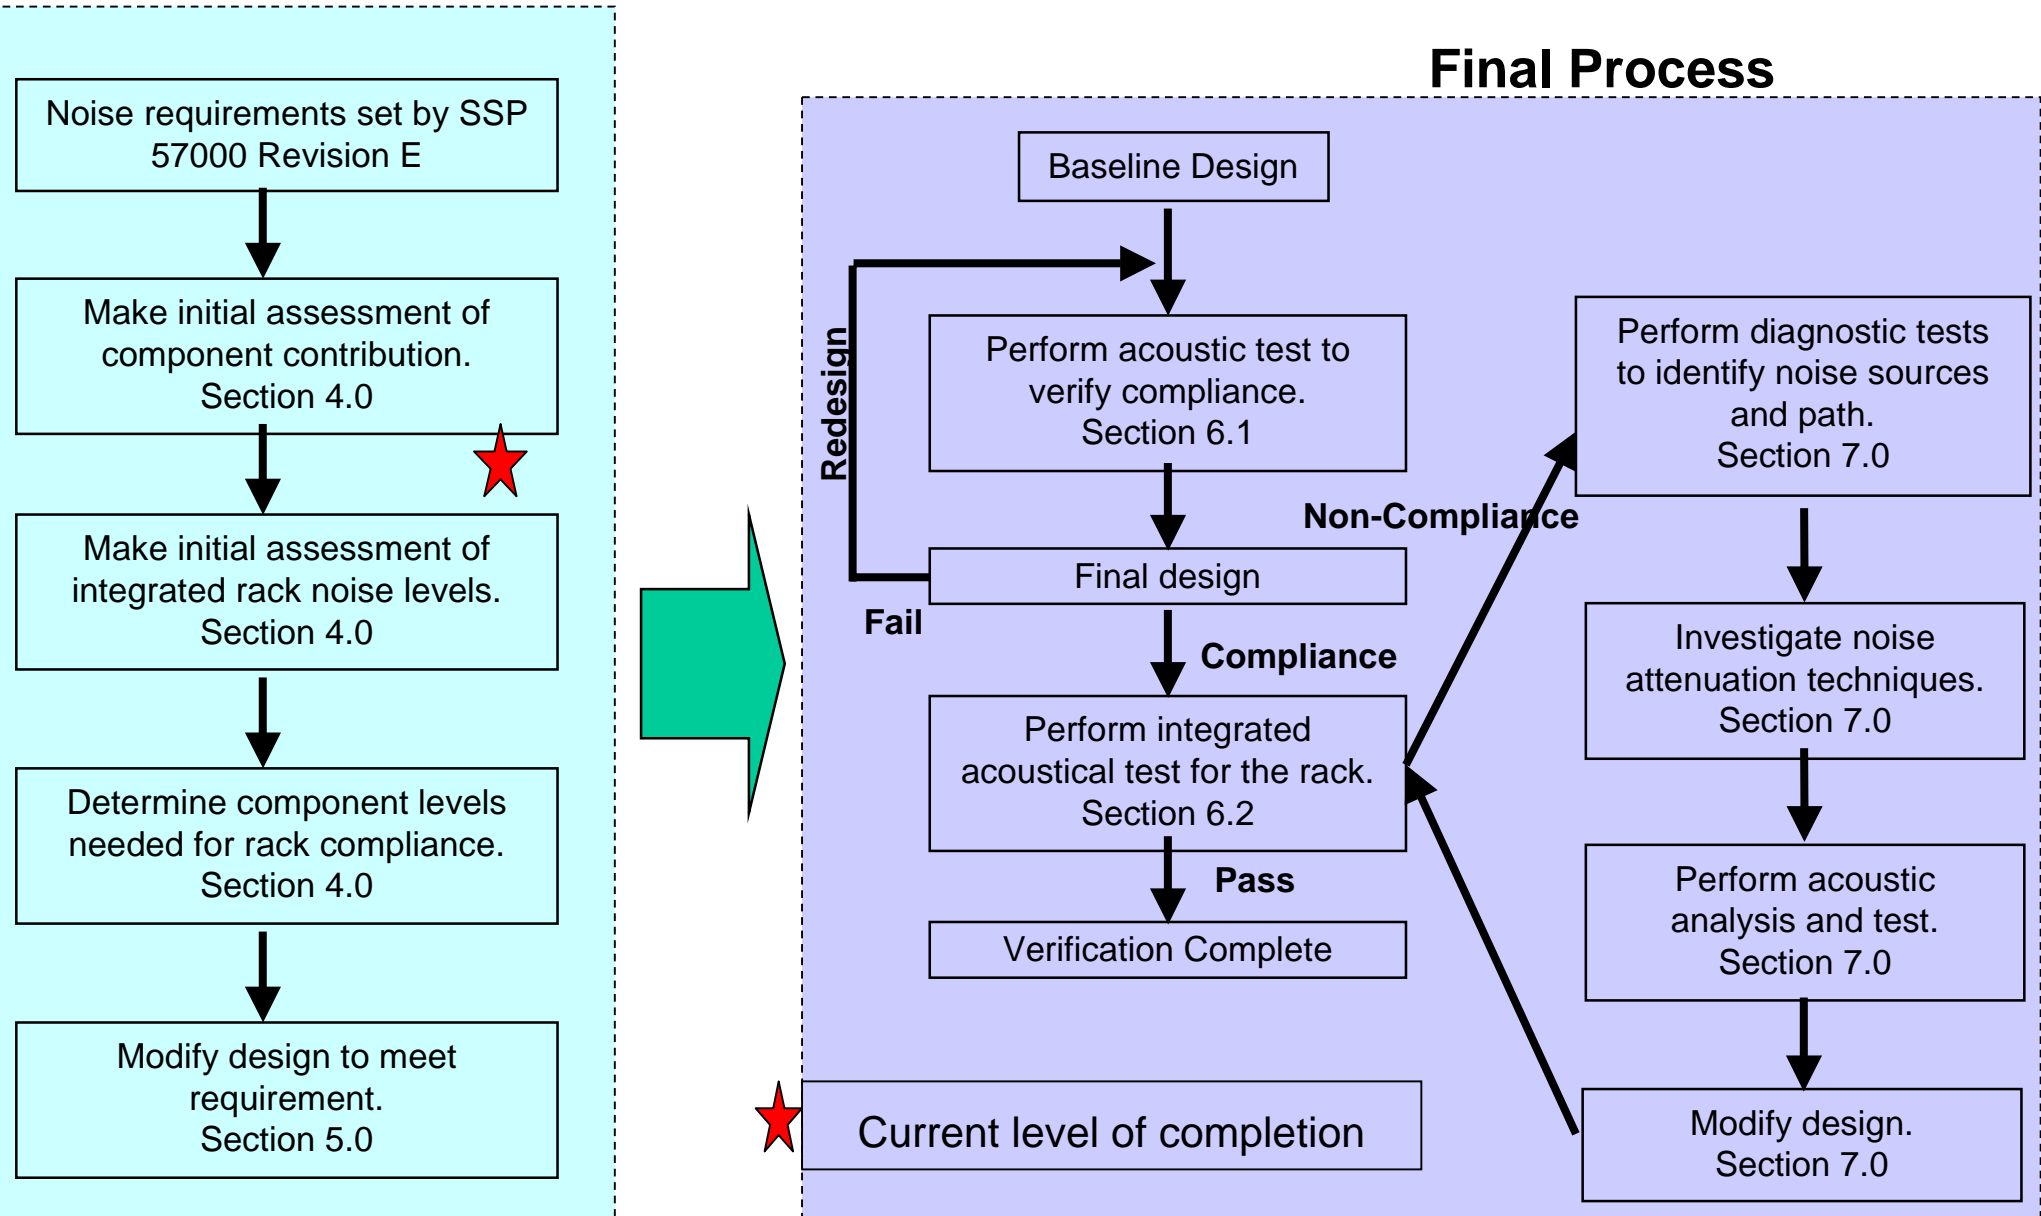 Final Process
Noise requirements set by SSP
57000 Revision E
Make initial assessment of
component contribution.
Section 4.0
Make initial assessment of
integrated rack noise levels.
Section 4.0
Determine component levels
needed for rack compliance.
Section 4.0
Modify design to meet
requirement.
Section 5.0
Baseline Design
Redesign
Perform acoustic test to
verify compliance.
Section 6.1
Final design
Fail
Compliance
Non-Compliance
Perform integrated
acoustical test for the rack.
Section 6.2
Pass
Verification Complete
Perform diagnostic tests
to identify noise sources
and path.
Section 7.0
Investigate noise
attenuation techniques.
Section 7.0
Perform acoustic
analysis and test.
Section 7.0
Modify design.
Section 7.0
Current level of completion